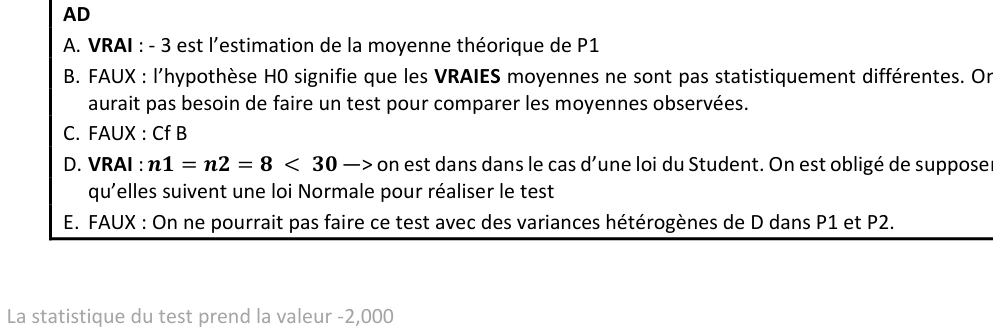 AD
A. VRAI : - 3 est l’estimation de la moyenne théorique de P1
B. FAUX : l’hypothèse H0 signifie que les VRAIES moyennes ne sont pas statistiquement différentes. On
aurait pas besoin de faire un test pour comparer les moyennes observées.
C. FAUX : Cf B
D. VRAI : n1 = n2 = 8 < 30 —> on est dans dans le cas d’une loi du Student. On est obligé de supposer
qu’elles suivent une loi Normale pour réaliser le test
E. FAUX : On ne pourrait pas faire ce test avec des variances hétérogènes de D dans P1 et P2.
La statistique du test prend la valeur -2,000